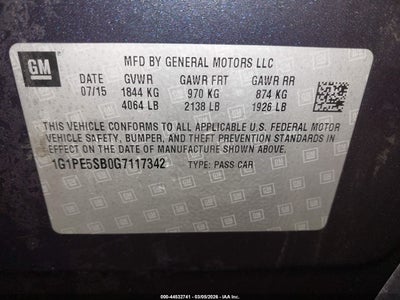 GM
MFD BY GENERAL MOTORS LLC
DATE GVWR GAWR FRT GAWR RR
07/15 1844 KG 970 KG 874 KG
4064 LB 2138 LB 1926 LB
THIS VEHICLE CONFORMS TO ALL APPLICABLE U.S. FEDERAL MOTOR
VEHICLE SAFETY, BUMPER, AND THEFT PREVENTION STANDARDS IN
EFFECT ON THE DATE OF MANUFACTURE SHOWN ABOVE.
1G1PE5SB0G7117342 TYPE: PASS CAR
000-44532741 - 03/05/2026 - IAA Inc.